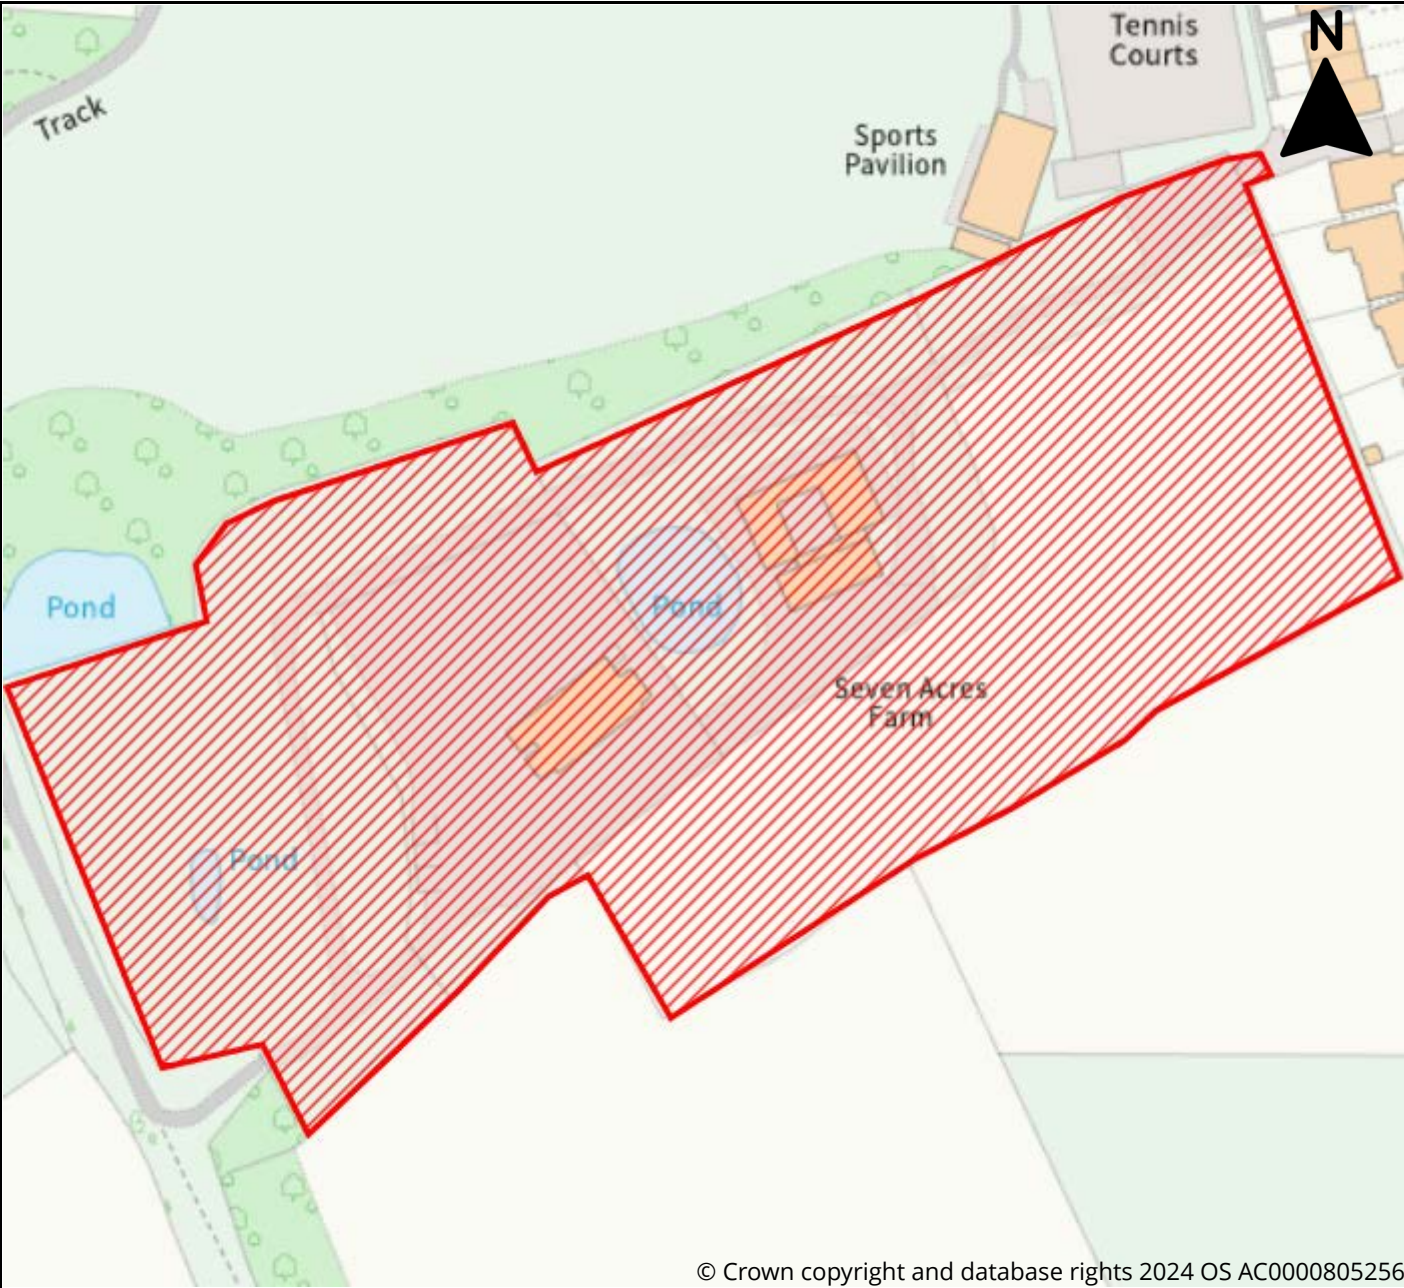 Tennis
Courts
N
Track
Sports
Pavilion
Pond
Pond
Seven Acres
Farm
Pond
© Crown copyright and database rights 2024 OS AC0000805256